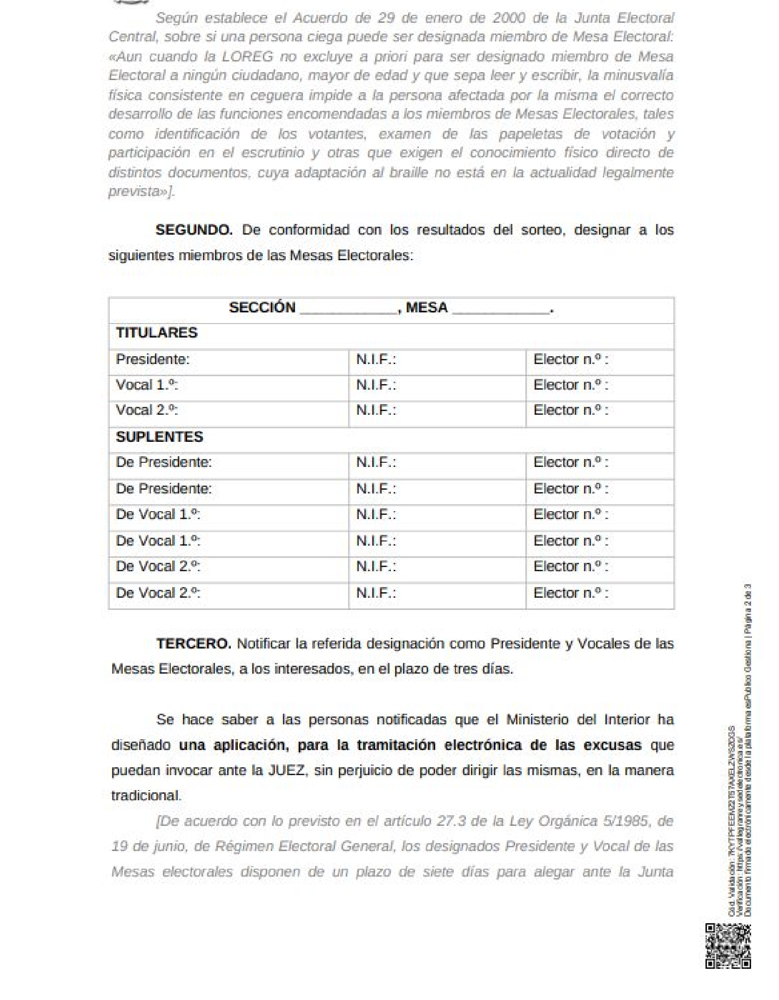 Según establece el Acuerdo de 29 de enero de 2000 de la Junta Electoral
Central, sobre si una persona ciega puede ser designada miembro de Mesa Electoral:
«Aun cuando la LOREG no excluye a priori para ser designado miembro de Mesa
Electoral a ningún ciudadano, mayor de edad y que sepa leer y escribir, la minusvalía
física consistente en ceguera impide a la persona afectada por la misma el correcto
desarrollo de las funciones encomendadas a los miembros de Mesas Electorales, tales
como identificación de los votantes, examen de las papeletas de votación y
participación en el escrutinio y otras que exigen el conocimiento físico directo de
distintos documentos, cuya adaptación al braille no está en la actualidad legalmente
prevista»].
SEGUNDO. De conformidad con los resultados del sorteo, designar a los
siguientes miembros de las Mesas Electorales:
SECCIÓN ____________, MESA ____________.
TITULARES
Presidente: N.I.F.: Elector n.º :
Vocal 1.º: N.I.F.: Elector n.º :
Vocal 2.º: N.I.F.: Elector n.º :
SUPLENTES
De Presidente: N.I.F.: Elector n.º :
De Presidente: N.I.F.: Elector n.º :
De Vocal 1.º: N.I.F.: Elector n.º :
De Vocal 1.º: N.I.F.: Elector n.º :
De Vocal 2.º: N.I.F.: Elector n.º :
De Vocal 2.º: N.I.F.: Elector n.º :
TERCERO. Notificar la referida designación como Presidente y Vocales de las
Mesas Electorales, a los interesados, en el plazo de tres días.
Se hace saber a las personas notificadas que el Ministerio del Interior ha
diseñado una aplicación, para la tramitación electrónica de las excusas que
puedan invocar ante la JUEZ, sin perjuicio de poder dirigir las mismas, en la manera
tradicional.
[De acuerdo con lo previsto en el artículo 27.3 de la Ley Orgánica 5/1985, de
19 de junio, de Régimen Electoral General, los designados Presidente y Vocal de las
Mesas electorales disponen de un plazo de siete días para alegar ante la Junta
Cód. Validación:
Verificación:
Documento firmado electrónicamente desde la plataforma esPublico Gestiona | Página 2 de 3